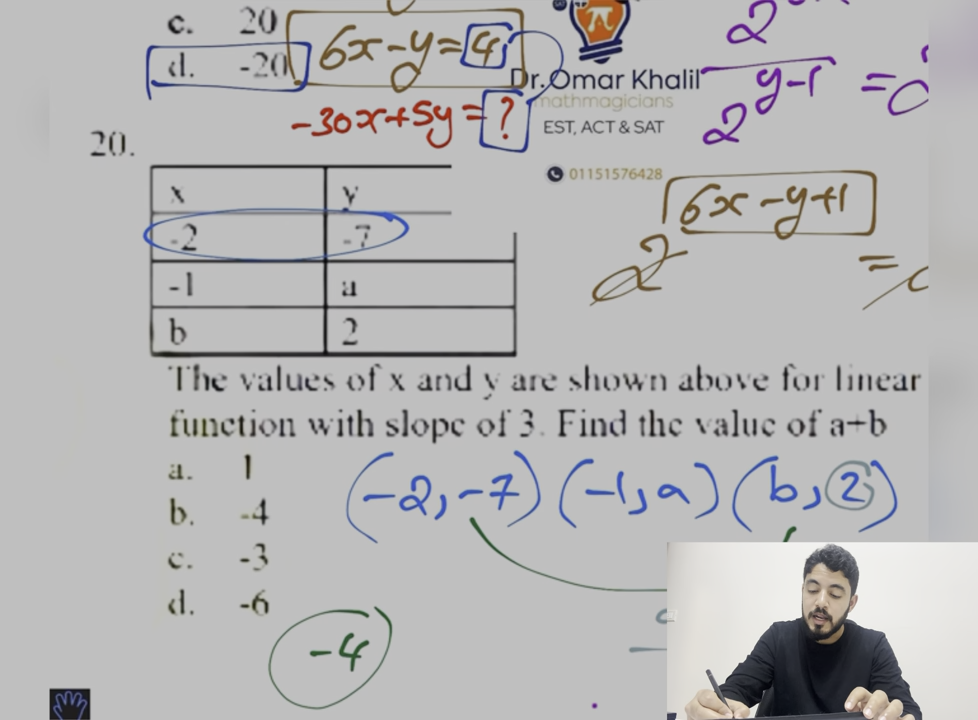 c. 20
d. -20
6x-y=4
-30x+5y=?
Dr.Omar Khalil
mathmagicians
EST, ACT & SAT
01151576428
y-1
2
=
6x-y+1
2
=
20.
x y
-2 -7
-1 a
b 2
The values of x and y are shown above for linear
function with slope of 3. Find the value of a+b
a. 1
b. -4
c. -3
d. -6
(-2,-7) (-1,a) (b,2)
-4